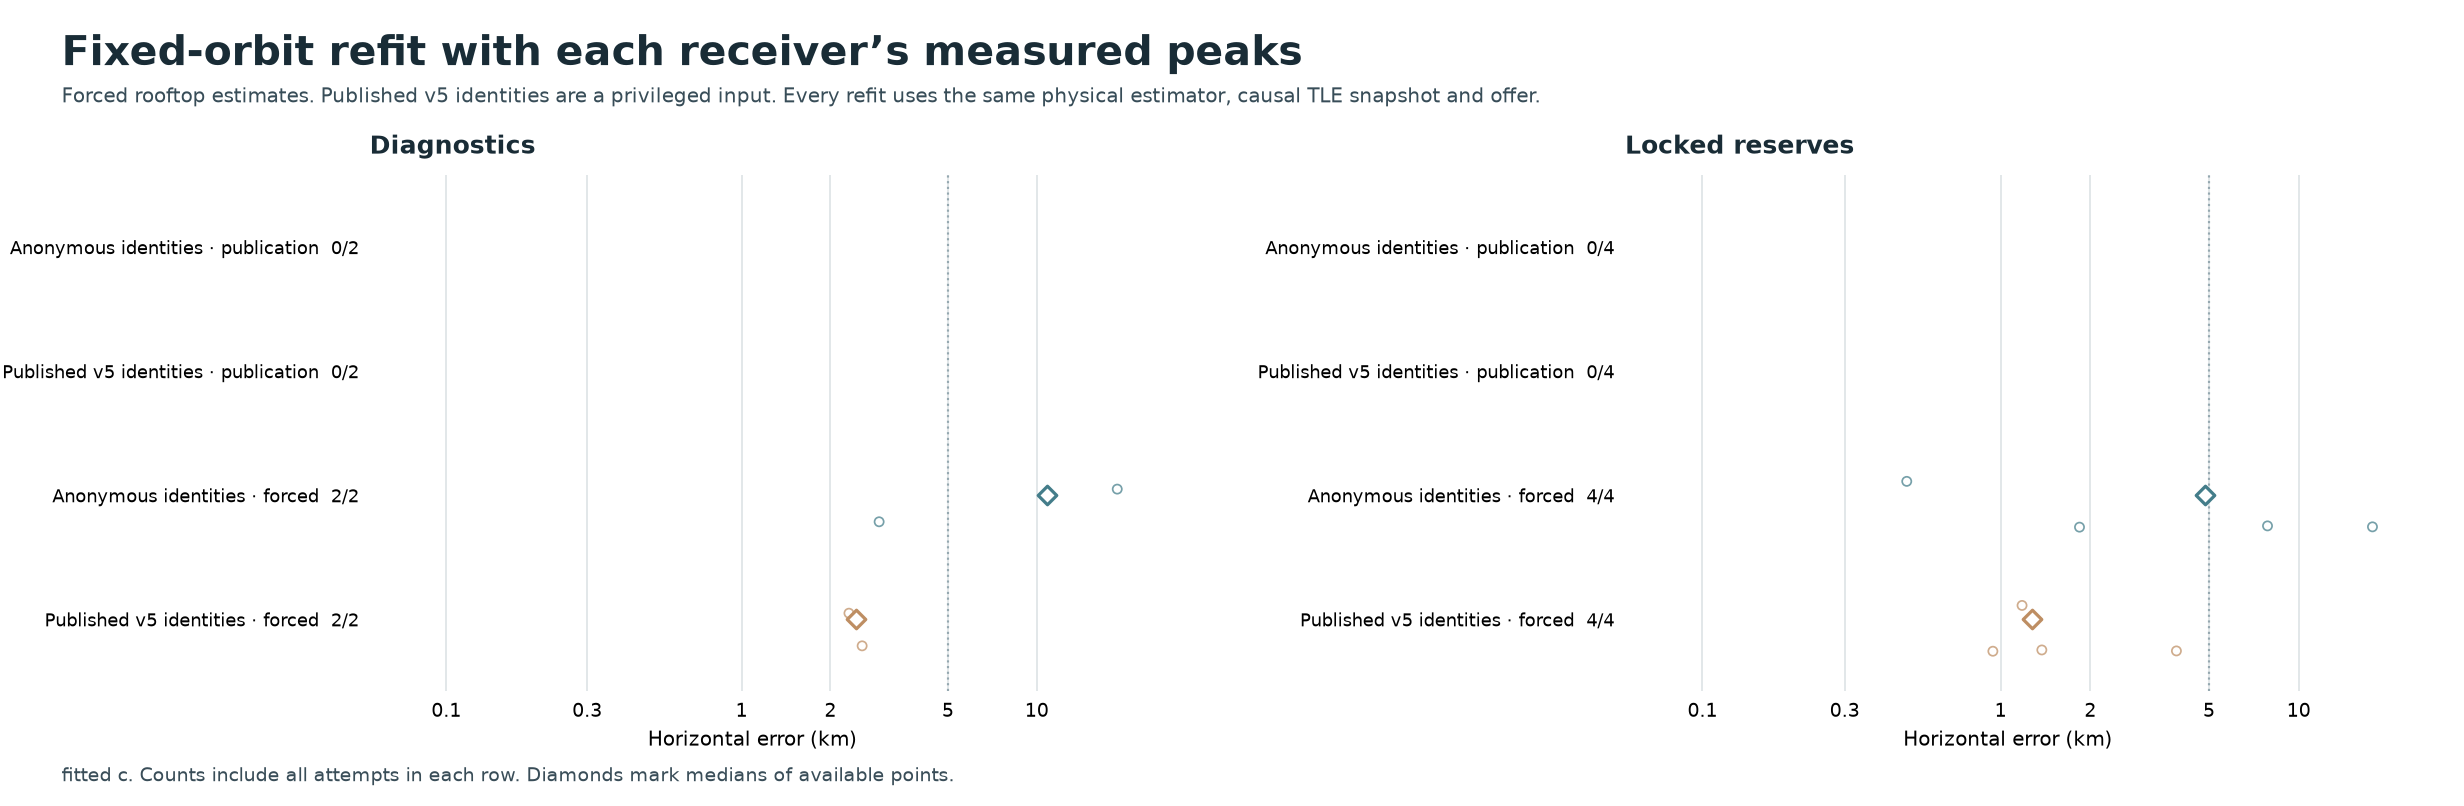 Fixed-orbit refit with each receiver’s measured peaks
Forced rooftop estimates. Published v5 identities are a privileged input. Every refit uses the same physical estimator, causal TLE snapshot and offer.
Diagnostics
Anonymous identities · publication 0/2
Published v5 identities · publication 0/2
Anonymous identities · forced 2/2
Published v5 identities · forced 2/2
0.1 0.3 1 2 5 10
Horizontal error (km)
Locked reserves
Anonymous identities · publication 0/4
Published v5 identities · publication 0/4
Anonymous identities · forced 4/4
Published v5 identities · forced 4/4
0.1 0.3 1 2 5 10
Horizontal error (km)
fitted c. Counts include all attempts in each row. Diamonds mark medians of available points.